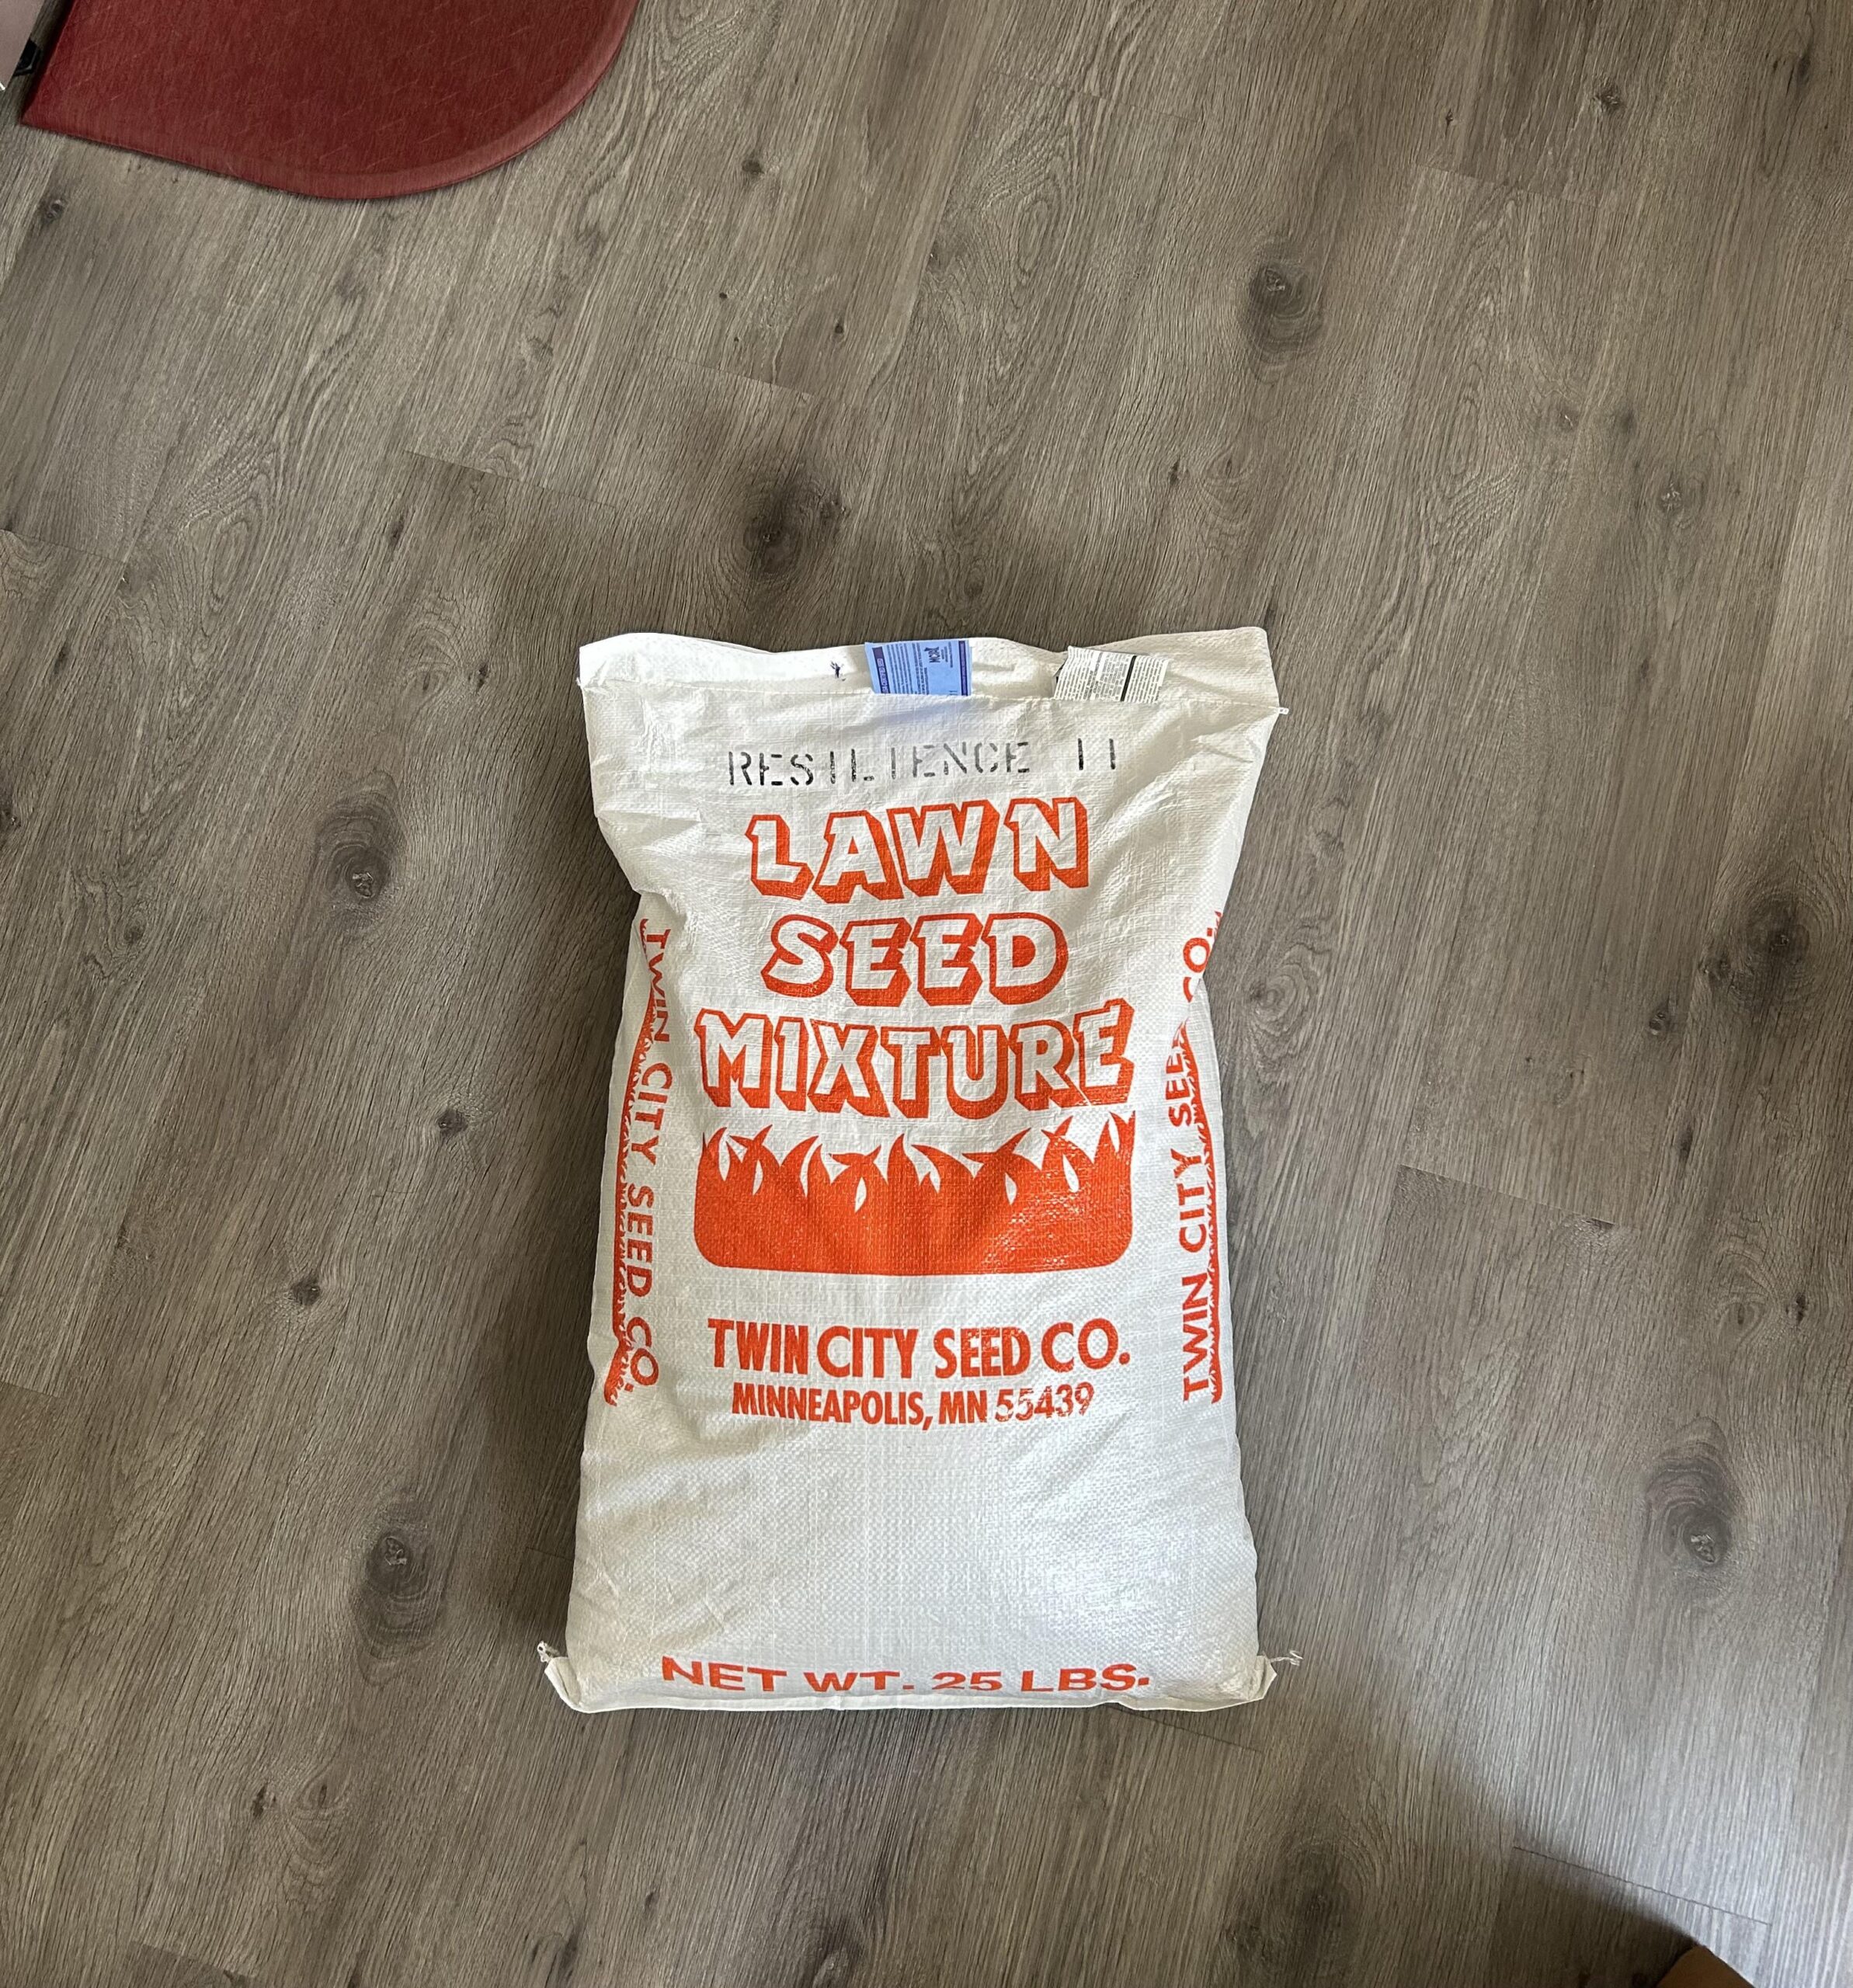 RESILIENCE II
LAWN
SEED
MIXTURE
TWIN CITY SEED CO.
MINNEAPOLIS, MN 55439
NET WT. 25 LBS.
TWIN CITY SEED CO.
TWIN CITY SEED CO.